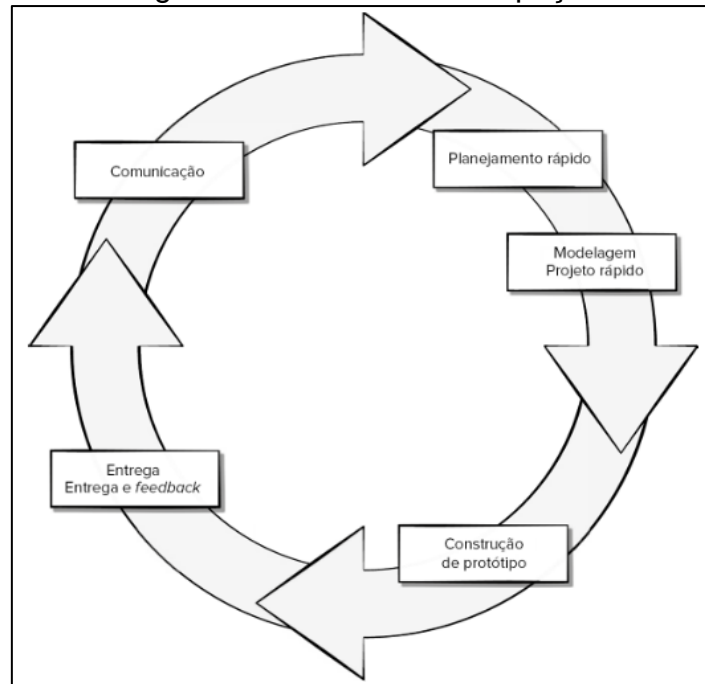 Comunicação
Planejamento rápido
Modelagem
Projeto rápido
Entrega
Entrega e feedback
Construção
de protótipo